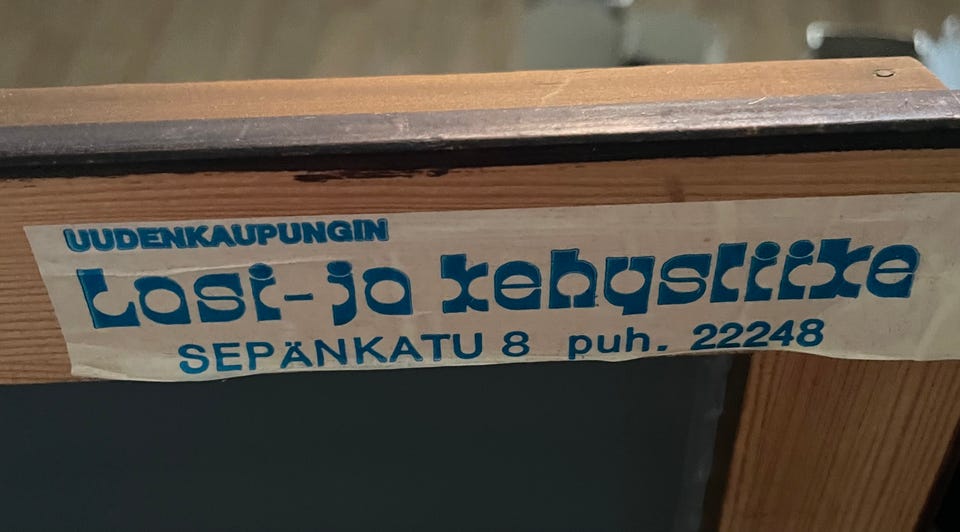 UUDENKAUPUNGIN
Lasi- ja kehysliike
SEPÄNKATU 8 puh. 22248